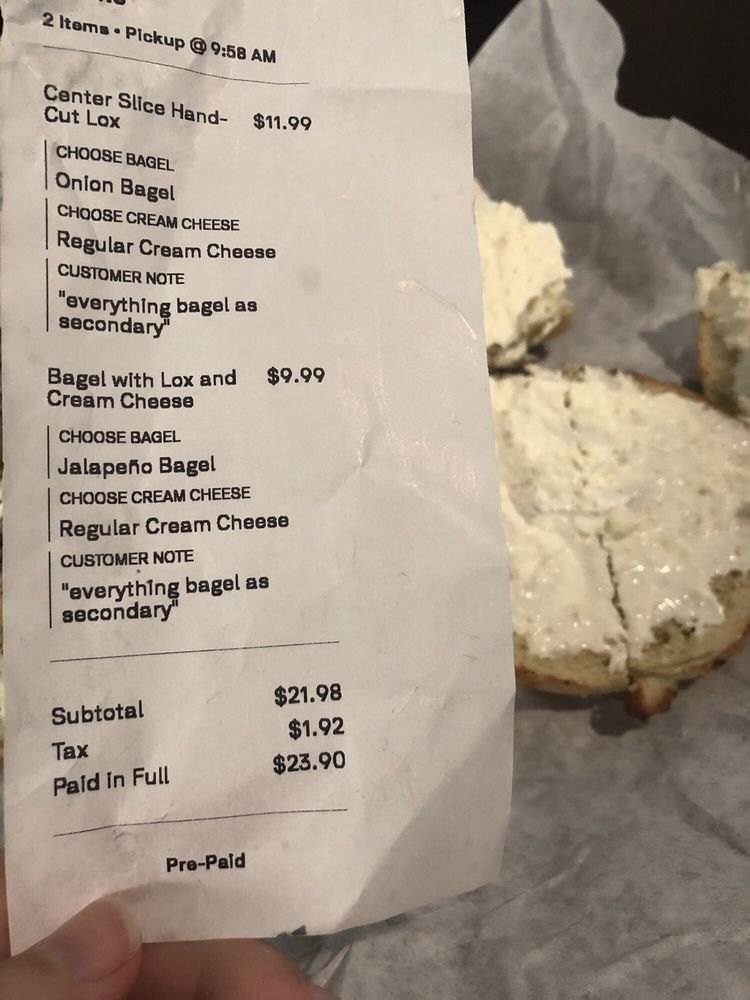 2 Items • Pickup @ 9:58 AM
Center Slice Hand- $11.99
Cut Lox
CHOOSE BAGEL
Onion Bagel
CHOOSE CREAM CHEESE
Regular Cream Cheese
CUSTOMER NOTE
"everything bagel as
secondary"
Bagel with Lox and $9.99
Cream Cheese
CHOOSE BAGEL
Jalapeño Bagel
CHOOSE CREAM CHEESE
Regular Cream Cheese
CUSTOMER NOTE
"everything bagel as
secondary"
Subtotal $21.98
Tax $1.92
Paid in Full $23.90
Pre-Paid